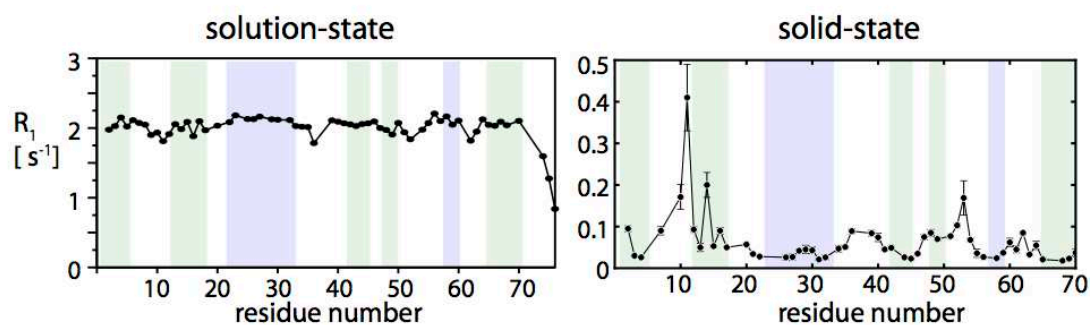 solution-state
solid-state
R1
[ s-1]
3
2
1
0
10 20 30 40 50 60 70
residue number
0.5
0.4
0.3
0.2
0.1
0
10 20 30 40 50 60 70
residue number